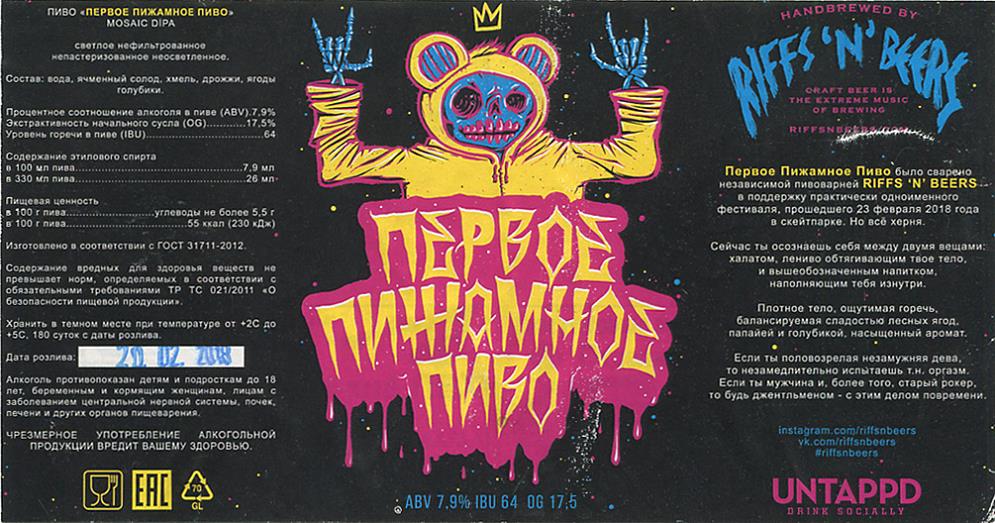 ПИВО «ПЕРВОЕ ПИЖАМНОЕ ПИВО»
MOSAIC DIPA
светлое нефильтрованное
непастеризованное неосветленное.
Состав: вода, ячменный солод, хмель, дрожжи, ягоды
голубики.
Процентное соотношение алкоголя в пиве (ABV).7,9%
Экстрактивность начального сусла (OG)..........17,5%
Уровень горечи в пиве (IBU)..............................64
Содержание этилового спирта
в 100 мл пива.................................................7,9 мл
в 330 мл пива..................................................26 мл
Пищевая ценность
в 100 г пива........................углеводы не более 5,5 г
в 100 г пива................................55 ккал (230 кДж)
Изготовлено в соответствии с ГОСТ 31711-2012.
Содержание вредных для здоровья веществ не
превышает норм, определяемых в соответствии с
обязательными требованиями ТР ТС 021/2011 «О
безопасности пищевой продукции».
Хранить в темном месте при температуре от +2С до
+5С, 180 суток с даты розлива.
Дата розлива: 20.02.2018
Алкоголь противопоказан детям и подросткам до 18
лет, беременным и кормящим женщинам, лицам с
заболеванием центральной нервной системы, почек,
печени и других органов пищеварения.
ЧРЕЗМЕРНОЕ УПОТРЕБЛЕНИЕ АЛКОГОЛЬНОЙ
ПРОДУКЦИИ ВРЕДИТ ВАШЕМУ ЗДОРОВЬЮ.
EAC
70
GL
ПЕРВОЕ
ПИЖАМНОЕ
ПИВО
ABV 7.9% IBU 64 OG 17,5
HANDBREWED BY
RIFFS 'N' BEERS
CRAFT BEER IS
THE EXTREME MUSIC
OF BREWING
RIFFSNBEERS.COM
Первое Пижамное Пиво было сварено
независимой пивоварней RIFFS 'N' BEERS
в поддержку практически одноименного
фестиваля, прошедшего 23 февраля 2018 года
в скейтпарке. Но всё херня.
Сейчас ты осознаешь себя между двумя вещами:
халатом, лениво обтягивающим твое тело,
и вышеобозначенным напитком,
наполняющим тебя изнутри.
Плотное тело, ощутимая горечь,
балансируемая сладостью лесных ягод,
папайей и голубикой, насыщенный аромат.
Если ты половозрелая незамужняя дева,
то незамедлительно испытаешь т.н. оргазм.
Если ты мужчина и, более того, старый рокер,
то будь джентльменом - с этим делом повремени.
instagram.com/riffsnbeers
vk.com/riffsnbeers
#riffsnbeers
UNTAPPD
DRINK SOCIALLY